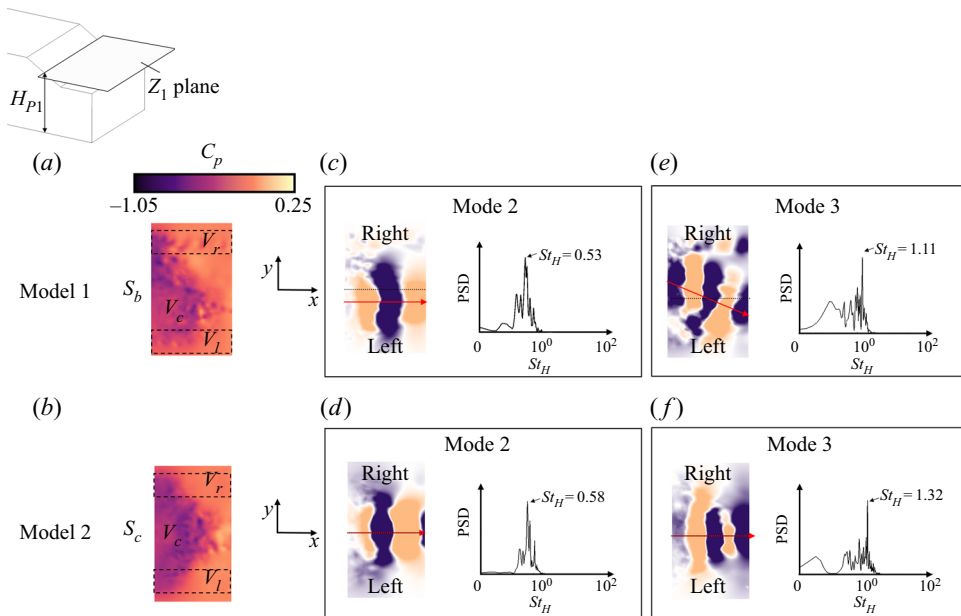 H_{P1}
Z_1 plane
(a)
C_p
–1.05
0.25
Model 1
S_b
V_r
V_c
V_l
y
x
(c)
Mode 2
Right
Left
PSD
St_H = 0.53
0
10^0
10^2
St_H
(e)
Mode 3
Right
Left
PSD
St_H = 1.11
0
10^0
10^2
St_H
(b)
Model 2
S_c
V_r
V_c
V_l
y
x
(d)
Mode 2
Right
Left
PSD
St_H = 0.58
0
10^0
10^2
St_H
(f)
Mode 3
Right
Left
PSD
St_H = 1.32
0
10^0
10^2
St_H